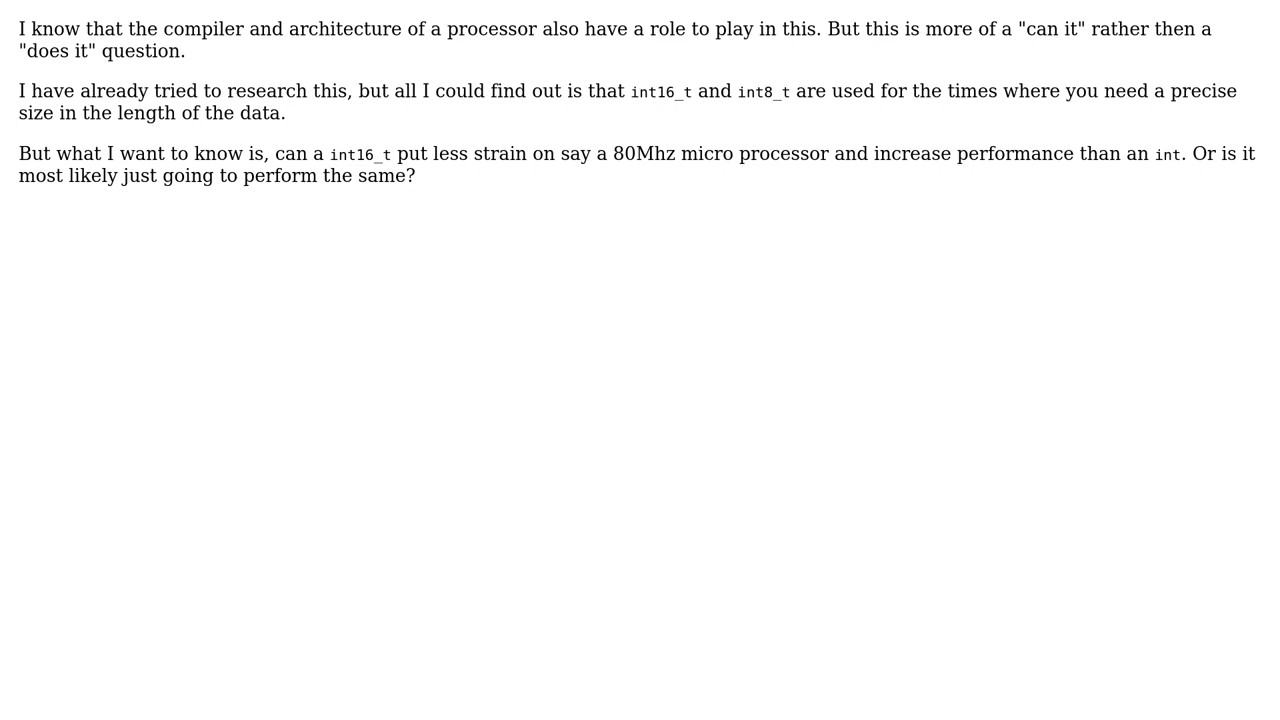 I know that the compiler and architecture of a processor also have a role to play in this. But this is more of a "can it" rather then a
"does it" question.
I have already tried to research this, but all I could find out is that int16_t and int8_t are used for the times where you need a precise
size in the length of the data.
But what I want to know is, can a int16_t put less strain on say a 80Mhz micro processor and increase performance than an int. Or is it
most likely just going to perform the same?